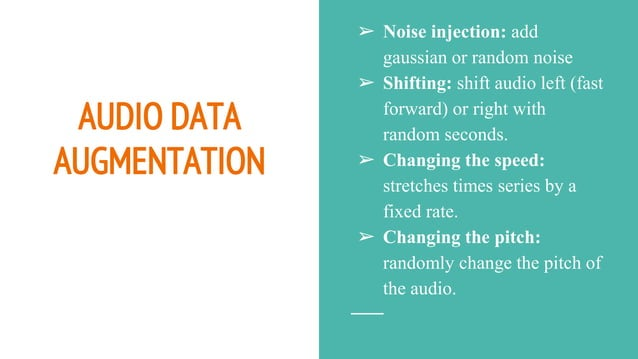 AUDIO DATA
AUGMENTATION
➢ Noise injection: add
gaussian or random noise
➢ Shifting: shift audio left (fast
forward) or right with
random seconds.
➢ Changing the speed:
stretches times series by a
fixed rate.
➢ Changing the pitch:
randomly change the pitch of
the audio.